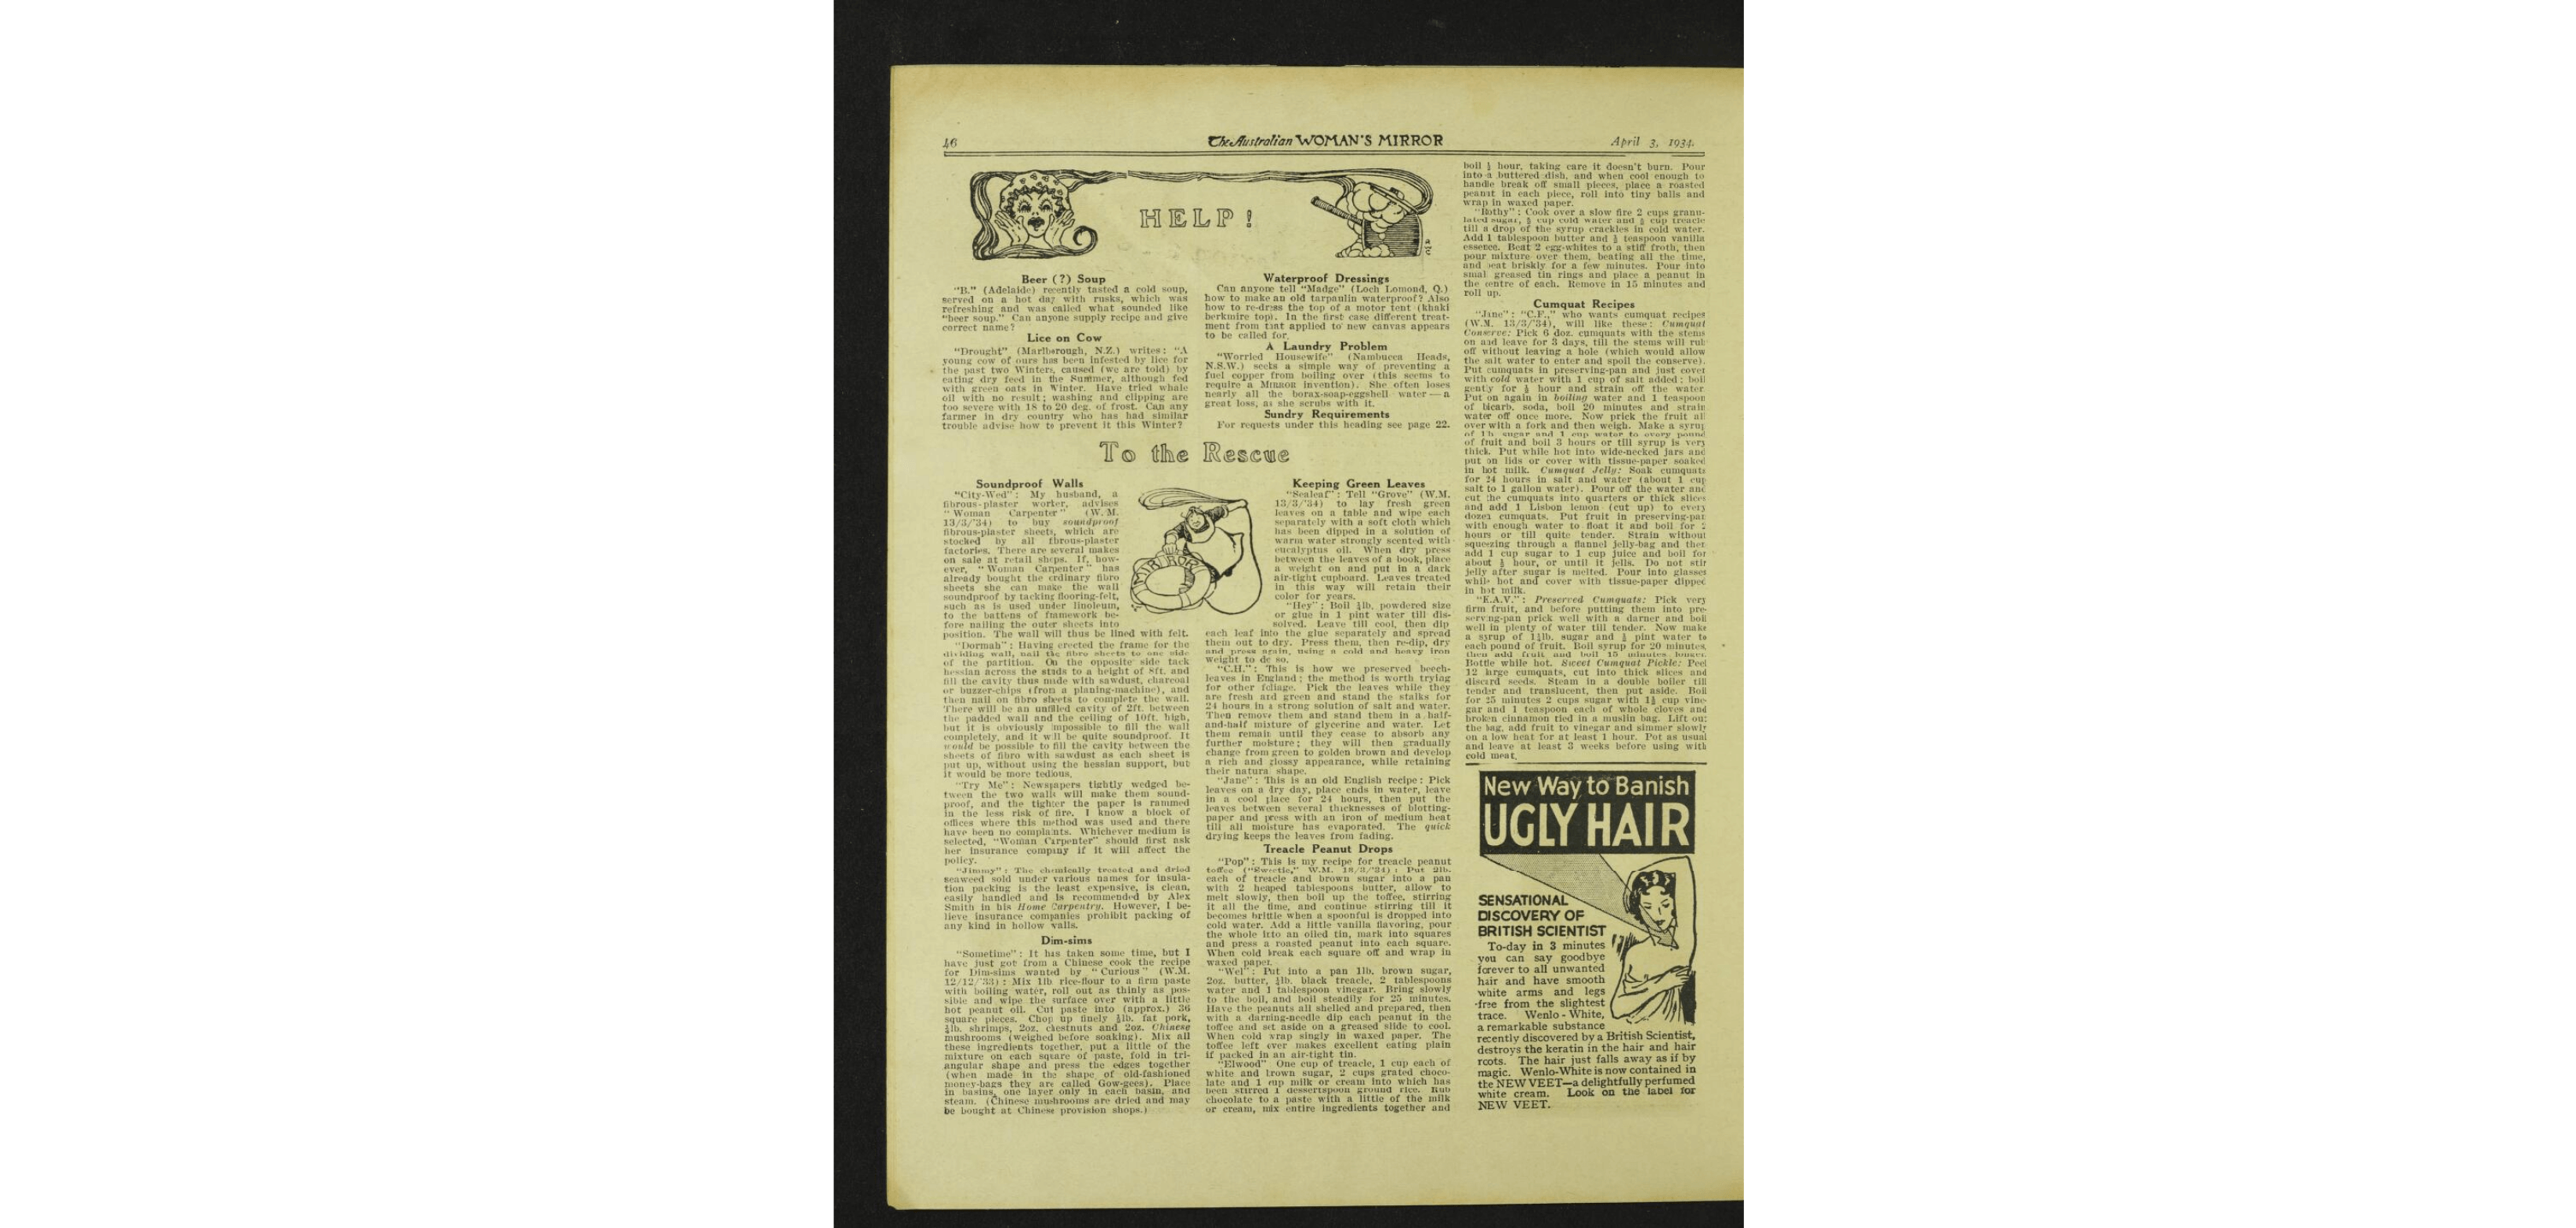 46
The Australian WOMAN'S MIRROR
April 3, 1934.
HELP!
Beer (?) Soup
"B." (Adelaide) recently tasted a cold soup,
served on a hot day with rusks, which was
refreshing and was called what sounded like
"beer soup." Can anyone supply recipe and give
correct name?
Lice on Cow
"Drought" (Marlborough, N.Z.) writes: "A
young cow of ours has been infested by lice for
the past two Winters, caused (we are told) by
eating dry feed in the Summer, although fed
with green oats in Winter. Have tried whale
oil with no result; washing and clipping are
too severe with 18 to 20 deg. of frost. Can any
farmer in dry country who has had similar
trouble advise how to prevent it this Winter?
Waterproof Dressings
Can anyone tell "Madge" (Loch Lomond, Q.)
how to make an old tarpaulin waterproof? Also
how to re-dress the top of a motor tent (khaki
berkmire top). In the first case different treat-
ment from that applied to new canvas appears
to be called for.
A Laundry Problem
"Worried Housewife" (Nambucca Heads,
N.S.W.) seeks a simple way of preventing a
fuel copper from boiling over (this seems to
require a MIRROR invention). She often loses
nearly all the borax-soap-eggshell water—a
great loss, as she scrubs with it.
Sundry Requirements
For requests under this heading see page 22.
To the Rescue
Soundproof Walls
"City-Wed": My husband, a
fibrous-plaster worker, advises
"Woman Carpenter" (W.M.
13/3/'34) to buy soundproof
fibrous-plaster sheets, which are
stocked by all fibrous-plaster
factories. There are several makes
on sale at retail shops. If, how-
ever, "Woman Carpenter" has
already bought the ordinary fibro
sheets she can make the wall
soundproof by tacking flooring-felt,
such as is used under linoleum,
to the battens of framework be-
fore nailing the outer sheets into
position. The wall will thus be lined with felt.
"Dormah": Having erected the frame for the
dividing wall, nail the fibro sheets to one side
of the partition. On the opposite side tack
hessian across the studs to a height of 8ft. and
fill the cavity thus made with sawdust, charcoal
or buzzer-chips (from a planing-machine), and
then nail on fibro sheets to complete the wall.
There will be an unfilled cavity of 2ft. between
the padded wall and the ceiling of 10ft. high,
but it is obviously impossible to fill the wall
completely, and it will be quite soundproof. It
would be possible to fill the cavity between the
sheets of fibro with sawdust as each sheet is
put up, without using the hessian support, but
it would be more tedious.
"Try Me": Newspapers tightly wedged be-
tween the two walls will make them sound-
proof, and the tighter the paper is rammed
in the less risk of fire. I know a block of
offices where this method was used and there
have been no complaints. Whichever medium is
selected, "Woman Carpenter" should first ask
her insurance company if it will affect the
policy.
"Jimmy": The chemically treated and dried
seaweed sold under various names for insula-
tion packing is the least expensive, is clean,
easily handled and is recommended by Alex
Smith in his Home Carpentry. However, I be-
lieve insurance companies prohibit packing of
any kind in hollow walls.
Dim-sims
"Sometime": It has taken some time, but I
have just got from a Chinese cook the recipe
for Dim-sims wanted by "Curious" (W.M.
12/12/'33): Mix 1lb rice-flour to a firm paste
with boiling water, roll out as thinly as pos-
sible and wipe the surface over with a little
hot peanut oil. Cut paste into (approx.) 36
square pieces. Chop up finely ¾lb. fat pork,
¼lb. shrimps, 2oz. chestnuts and 2oz. Chinese
mushrooms (weighed before soaking). Mix all
these ingredients together, put a little of the
mixture on each square of paste, fold in tri-
angular shape and press the edges together
(when made in the shape of old-fashioned
money-bags they are called Gow-gees). Place
in basins, one layer only in each basin, and
steam. (Chinese mushrooms are dried and may
be bought at Chinese provision shops.)
MIRROR
Keeping Green Leaves
"Sealeaf": Tell "Grove" (W.M.
13/3/'34) to lay fresh green
leaves on a table and wipe each
separately with a soft cloth which
has been dipped in a solution of
warm water strongly scented with
eucalyptus oil. When dry press
between the leaves of a book, place
a weight on and put in a dark
air-tight cupboard. Leaves treated
in this way will retain their
color for years.
"Hey": Boil ¼lb. powdered size
or glue in 1 pint water till dis-
solved. Leave till cool, then dip
each leaf into the glue separately and spread
them out to dry. Press them, then re-dip, dry
and press again, using a cold and heavy iron
weight to do so.
"C.H.": This is how we preserved beech-
leaves in England; the method is worth trying
for other foliage. Pick the leaves while they
are fresh and green and stand the stalks for
24 hours in a strong solution of salt and water.
Then remove them and stand them in a half-
and-half mixture of glycerine and water. Let
them remain until they cease to absorb any
further moisture; they will then gradually
change from green to golden brown and develop
a rich and glossy appearance, while retaining
their natural shape.
"Jane": This is an old English recipe: Pick
leaves on a dry day, place ends in water, leave
in a cool place for 24 hours, then put the
leaves between several thicknesses of blotting-
paper and press with an iron of medium heat
till all moisture has evaporated. The quick
drying keeps the leaves from fading.
Treacle Peanut Drops
"Pop": This is my recipe for treacle peanut
toffee ("Sweetie," W.M. 13/3/'34): Put 2lb.
each of treacle and brown sugar into a pan
with 2 heaped tablespoons butter, allow to
melt slowly, then boil up the toffee, stirring
it all the time, and continue stirring till it
becomes brittle when a spoonful is dropped into
cold water. Add a little vanilla flavoring, pour
the whole into an oiled tin, mark into squares
and press a roasted peanut into each square.
When cold break each square off and wrap in
waxed paper.
"Wel": Put into a pan 1lb. brown sugar,
2oz. butter, ¼lb. black treacle, 2 tablespoons
water and 1 tablespoon vinegar. Bring slowly
to the boil, and boil steadily for 25 minutes.
Have the peanuts all shelled and prepared, then
with a darning-needle dip each peanut in the
toffee and set aside on a greased slide to cool.
When cold wrap singly in waxed paper. The
toffee left over makes excellent eating plain
if packed in an air-tight tin.
"Elwood" One cup of treacle, 1 cup each of
white and brown sugar, 2 cups grated choco-
late and 1 cup milk or cream into which has
been stirred 1 dessertspoon ground rice. Rub
chocolate to a paste with a little of the milk
or cream, mix entire ingredients together and
boil ½ hour, taking care it doesn't burn. Pour
into a buttered dish, and when cool enough to
handle break off small pieces, place a roasted
peanut in each piece, roll into tiny balls and
wrap in waxed paper.
"Bothy": Cook over a slow fire 2 cups granu-
lated sugar, cup cold water and cup treacle
till a drop of the syrup crackles in cold water.
Add 1 tablespoon butter and ½ teaspoon vanilla
essence. Beat 2 egg-whites to a stiff froth, then
pour mixture over them, beating all the time,
and beat briskly for a few minutes. Pour into
small greased tin rings and place a peanut in
the centre of each. Remove in 15 minutes and
roll up.
Cumquat Recipes
"Jane": "C.F.," who wants cumquat recipes
(W.M. 13/3/'34), will like these: Cumquat
Conserve: Pick 6 doz. cumquats with the stems
on and leave for 3 days, till the stems will rub
off without leaving a hole (which would allow
the salt water to enter and spoil the conserve).
Put cumquats in preserving-pan and just cover
with cold water with 1 cup of salt added; boil
gently for ½ hour and strain off the water.
Put on again in boiling water and 1 teaspoon
of bicarb. soda, boil 20 minutes and strain
water off once more. Now prick the fruit all
over with a fork and then weigh. Make a syrup
of 1lb. sugar and 1 cup water to every pound
of fruit and boil 3 hours or till syrup is very
thick. Put while hot into wide-necked jars and
put on lids or cover with tissue-paper soaked
in hot milk. Cumquat Jelly: Soak cumquats
for 24 hours in salt and water (about 1 cup
salt to 1 gallon water). Pour off the water and
cut the cumquats into quarters or thick slices
and add 1 Lisbon lemon (cut up) to every
dozen cumquats. Put fruit in preserving-pan
with enough water to float it and boil for 2
hours or till quite tender. Strain without
squeezing through a flannel jelly-bag and then
add 1 cup sugar to 1 cup juice and boil for
about ½ hour, or until it jells. Do not stir
jelly after sugar is melted. Pour into glasses
while hot and cover with tissue-paper dipped
in hot milk.
"E.A.V.": Preserved Cumquats: Pick very
firm fruit, and before putting them into pre-
serving-pan prick well with a darner and boil
well in plenty of water till tender. Now make
a syrup of 1¼lb. sugar and ½ pint water to
each pound of fruit. Boil syrup for 20 minutes,
then add fruit and boil 15 minutes longer.
Bottle while hot. Sweet Cumquat Pickle: Peel
12 large cumquats, cut into thick slices and
discard seeds. Steam in a double boiler till
tender and translucent, then put aside. Boil
for 25 minutes 2 cups sugar with 1½ cup vine-
gar and 1 teaspoon each of whole cloves and
broken cinnamon tied in a muslin bag. Lift out
the bag, add fruit to vinegar and simmer slowly
on a low heat for at least 1 hour. Pot as usual
and leave at least 3 weeks before using with
cold meat.
New Way to Banish
UGLY HAIR
SENSATIONAL
DISCOVERY OF
BRITISH SCIENTIST
To-day in 3 minutes
you can say goodbye
forever to all unwanted
hair and have smooth
white arms and legs
-free from the slightest
trace. Wenlo-White,
a remarkable substance
recently discovered by a British Scientist,
destroys the keratin in the hair and hair
roots. The hair just falls away as if by
magic. Wenlo-White is now contained in
the NEW VEET—a delightfully perfumed
white cream. Look on the label for
NEW VEET.